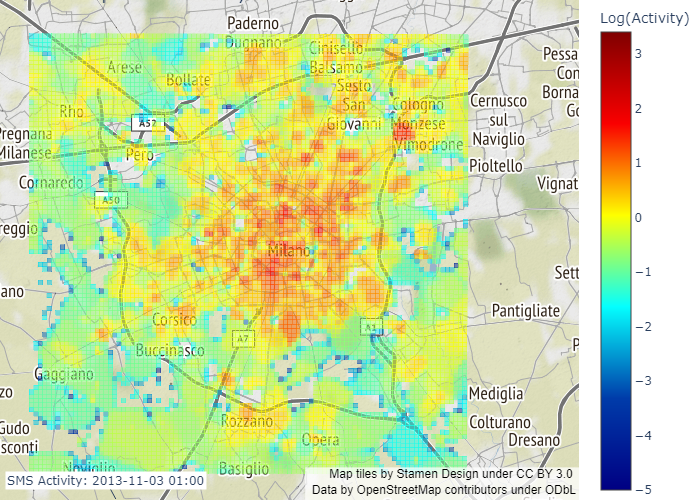 Paderno
Dugnano
Cinisello
Balsamo
Arese
Bollate
Sesto
San
Giovanni
Cologno
Monzese
Vimodrone
Rho
A52
Pero
Pregnana
Milanese
Cornaredo
A50
reggio
ano
Milano
Corsico
A7
A1
Buccinasco
Gaggiano
zo
Gudo
sconti
Rozzano
Opera
Noviglio
Basiglio
Pessa
Con
Borna
Go
Cernusco
sul
Naviglio
Pioltello
Vignat
Sett
Pantigliate
P
Mediglia
Colturano
Dresano
SMS Activity: 2013-11-03 01:00
Map tiles by Stamen Design under CC BY 3.0
Data by OpenStreetMap contributors under ODbL
Log(Activity)
3
2
1
0
−1
−2
−3
−4
−5